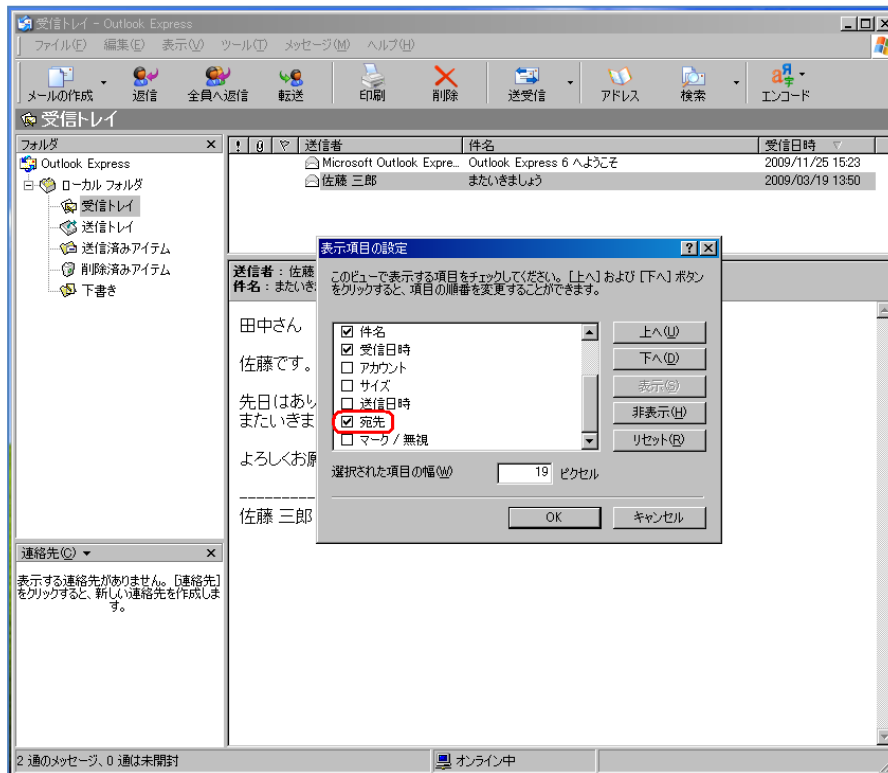 受信トレイ - Outlook Express
ファイル(F) 編集(E) 表示(V) ツール(T) メッセージ(M) ヘルプ(H)
メールの作成 返信 全員へ返信 転送 印刷 削除 送受信 アドレス 検索 エンコード
受信トレイ
フォルダ
Outlook Express
ローカル フォルダ
受信トレイ
送信トレイ
送信済みアイテム
削除済みアイテム
下書き
! 送信者 件名 受信日時
Microsoft Outlook Expre... Outlook Express 6 へようこそ 2009/11/25 15:23
佐藤 三郎 またいきましょう 2009/03/19 13:50
送信者：佐藤
件名：またいき
田中さん
佐藤です。
先日はあり
またいきま
よろしくお願
佐藤 三郎
表示項目の設定
このビューで表示する項目をチェックしてください。[上へ] および [下へ] ボタン
をクリックすると、項目の順番を変更することができます。
件名
受信日時
アカウント
サイズ
送信日時
宛先
マーク / 無視
上へ(U)
下へ(D)
表示(S)
非表示(H)
リセット(R)
選択された項目の幅(W) 19 ピクセル
OK キャンセル
連絡先(C)
表示する連絡先がありません。[連絡先]
をクリックすると、新しい連絡先を作成しま
す。
2 通のメッセージ、0 通は未開封 オンライン中